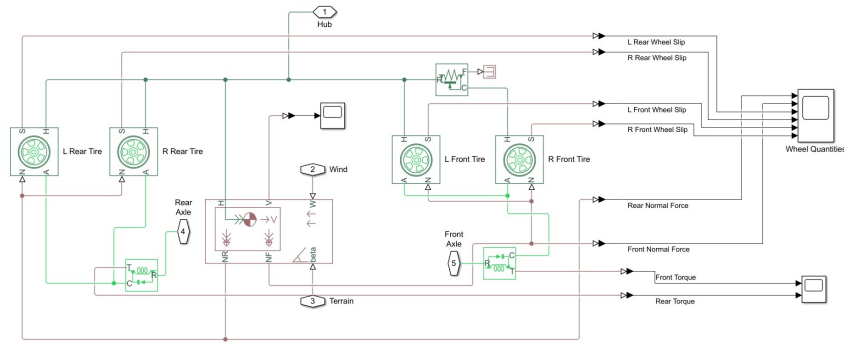 1
Hub
L Rear Wheel Slip
R Rear Wheel Slip
R
F
C
L Front Wheel Slip
R Front Wheel Slip
Wheel Quantities
S
H
S
H
H
S
H
S
L Rear Tire
R Rear Tire
L Front Tire
R Front Tire
N
A
N
A
A
N
A
N
2
Wind
Rear
Axle
4
H
V
W
V
NR
NF
beta
Front
Axle
5
Rear Normal Force
Front Normal Force
T
C
R
R
C
T
3
Terrain
Front Torque
Rear Torque